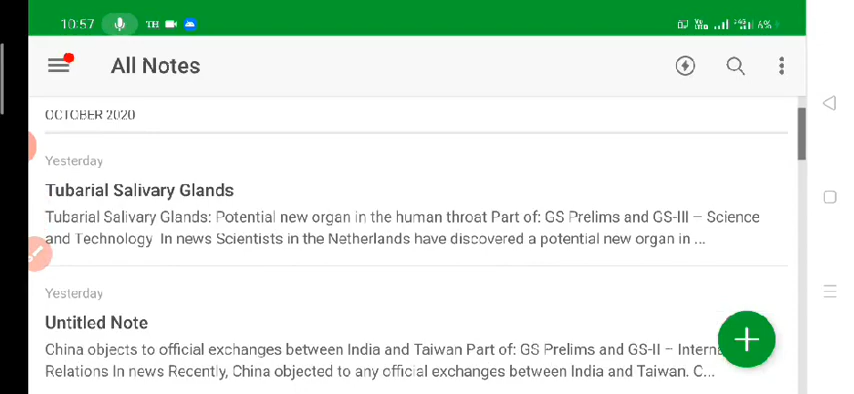 10:57
6%
All Notes
OCTOBER 2020
Yesterday
Tubarial Salivary Glands
Tubarial Salivary Glands: Potential new organ in the human throat Part of: GS Prelims and GS-III – Science
and Technology In news Scientists in the Netherlands have discovered a potential new organ in ...
Yesterday
Untitled Note
China objects to official exchanges between India and Taiwan Part of: GS Prelims and GS-II – Intern
Relations In news Recently, China objected to any official exchanges between India and Taiwan. C...